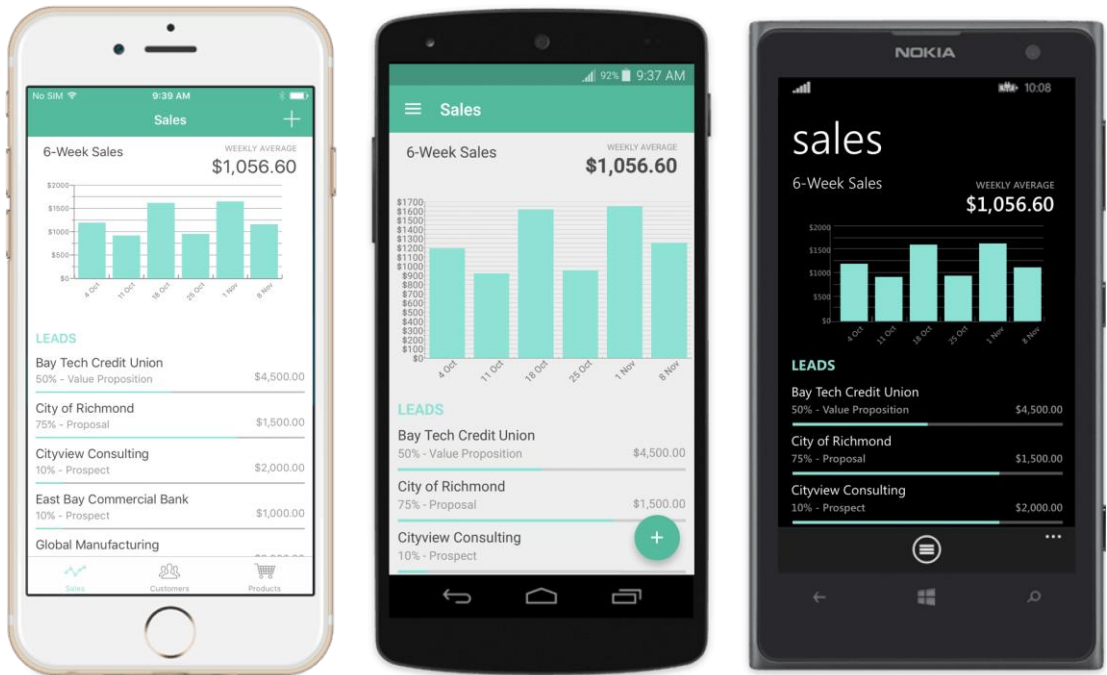 No SIM 9:39 AM
Sales
6-Week Sales
WEEKLY AVERAGE
$1,056.60
$2000
$1500
$1000
$500
$0
4 Oct 11 Oct 18 Oct 25 Oct 1 Nov 8 Nov
LEADS
Bay Tech Credit Union
50% - Value Proposition $4,500.00
City of Richmond
75% - Proposal $1,500.00
Cityview Consulting
10% - Prospect $2,000.00
East Bay Commercial Bank
10% - Prospect $1,000.00
Global Manufacturing
Sales Customers Products
92% 9:37 AM
Sales
6-Week Sales
WEEKLY AVERAGE
$1,056.60
$1700
$1600
$1500
$1400
$1300
$1200
$1100
$1000
$900
$800
$700
$600
$500
$400
$300
$200
$100
$0
4 Oct 11 Oct 18 Oct 25 Oct 1 Nov 8 Nov
LEADS
Bay Tech Credit Union
50% - Value Proposition $4,500.00
City of Richmond
75% - Proposal $1,500.00
Cityview Consulting
10% - Prospect
NOKIA
10:08
sales
6-Week Sales
WEEKLY AVERAGE
$1,056.60
$2000
$1500
$1000
$500
$0
4 Oct 11 Oct 18 Oct 25 Oct 1 Nov 8 Nov
LEADS
Bay Tech Credit Union
50% - Value Proposition $4,500.00
City of Richmond
75% - Proposal $1,500.00
Cityview Consulting
10% - Prospect $2,000.00